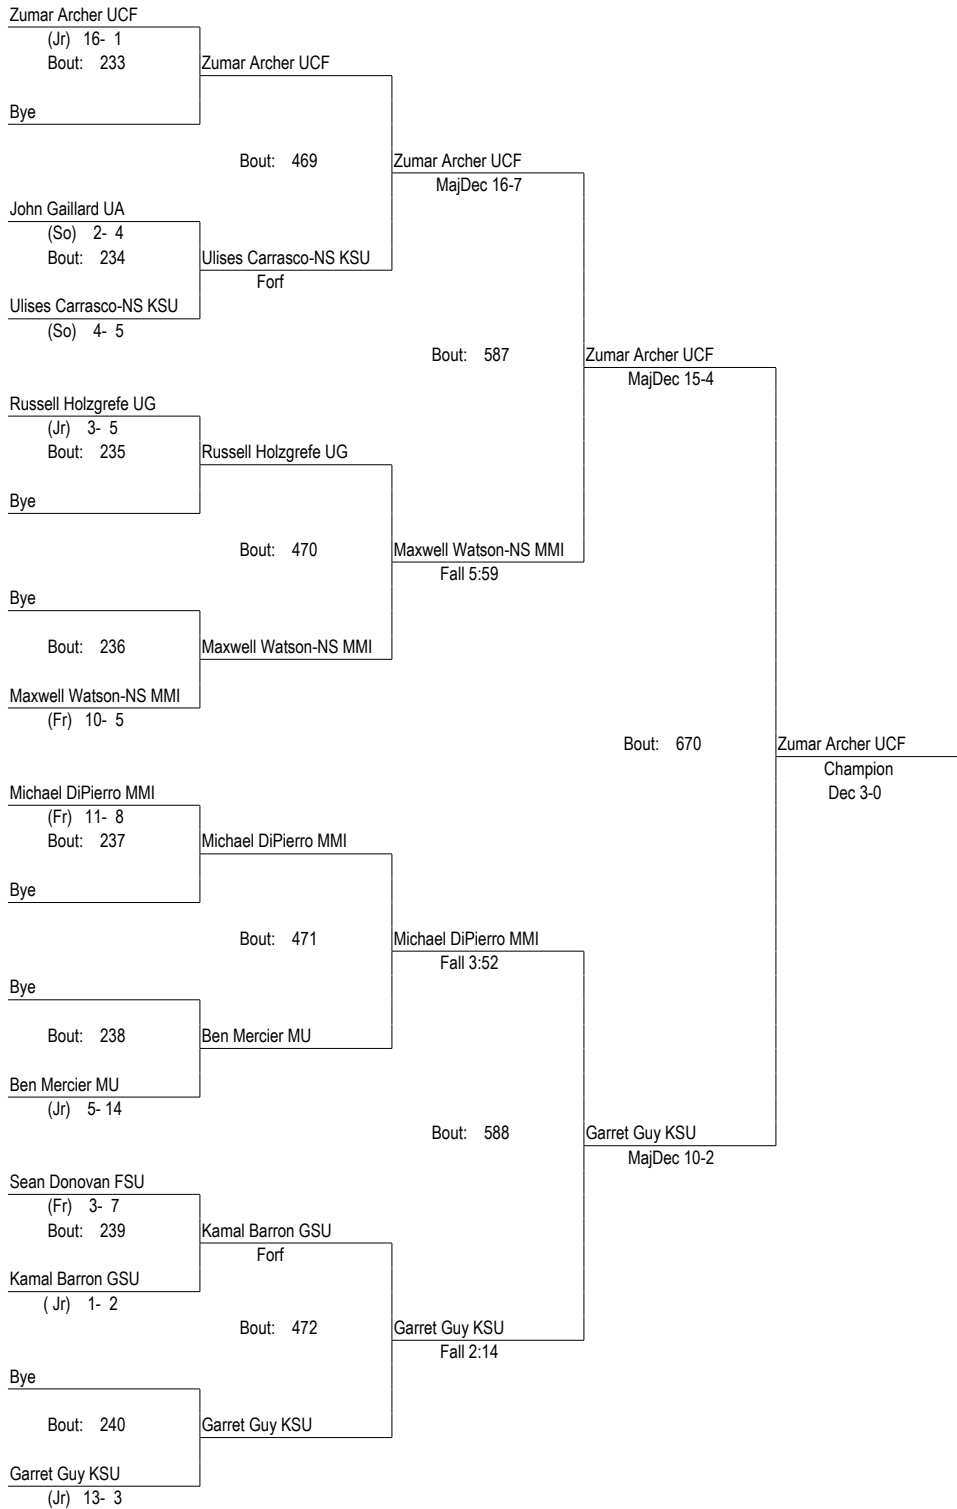 Zumar Archer UCF
(Jr) 16- 1
Bout: 233
Zumar Archer UCF
Bye
Bout: 469
Zumar Archer UCF
MajDec 16-7
John Gaillard UA
(So) 2- 4
Bout: 234
Ulises Carrasco-NS KSU
Forf
Ulises Carrasco-NS KSU
(So) 4- 5
Bout: 587
Zumar Archer UCF
MajDec 15-4
Russell Holzgrefe UG
(Jr) 3- 5
Bout: 235
Russell Holzgrefe UG
Bye
Bout: 470
Maxwell Watson-NS MMI
Fall 5:59
Bye
Bout: 236
Maxwell Watson-NS MMI
Maxwell Watson-NS MMI
(Fr) 10- 5
Bout: 670
Zumar Archer UCF
Champion
Dec 3-0
Michael DiPierro MMI
(Fr) 11- 8
Bout: 237
Michael DiPierro MMI
Bye
Bout: 471
Michael DiPierro MMI
Fall 3:52
Bye
Bout: 238
Ben Mercier MU
Ben Mercier MU
(Jr) 5- 14
Bout: 588
Garret Guy KSU
MajDec 10-2
Sean Donovan FSU
(Fr) 3- 7
Bout: 239
Kamal Barron GSU
Forf
Kamal Barron GSU
( Jr) 1- 2
Bout: 472
Garret Guy KSU
Fall 2:14
Bye
Bout: 240
Garret Guy KSU
Garret Guy KSU
(Jr) 13- 3